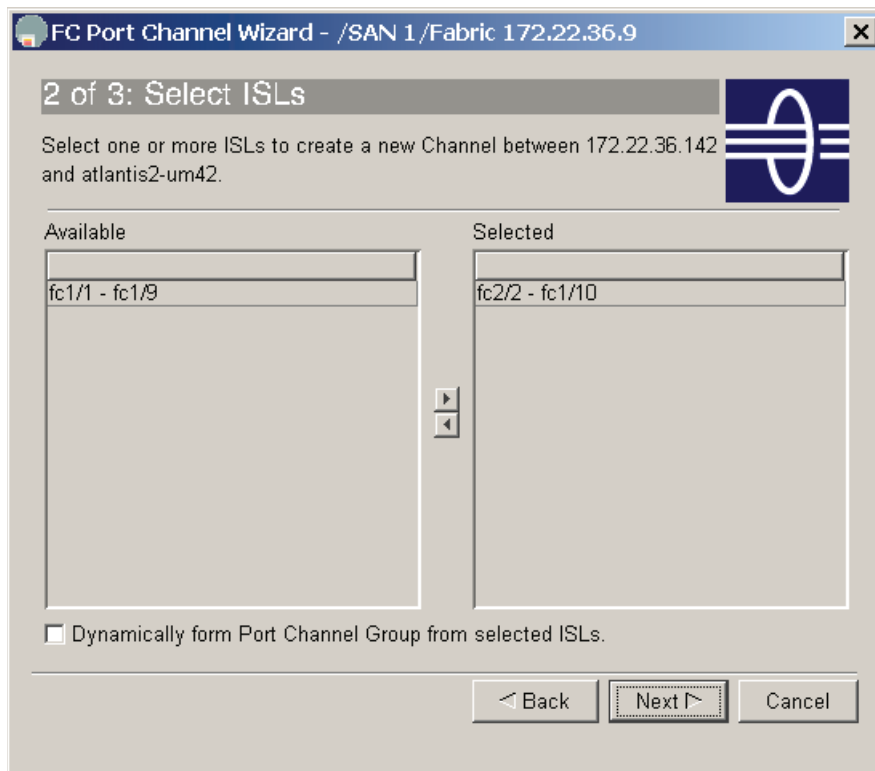 FC Port Channel Wizard - /SAN 1/Fabric 172.22.36.9
2 of 3: Select ISLs
Select one or more ISLs to create a new Channel between 172.22.36.142
and atlantis2-um42.
Available
Selected
fc1/1 - fc1/9
fc2/2 - fc1/10
Dynamically form Port Channel Group from selected ISLs.
Back
Next
Cancel